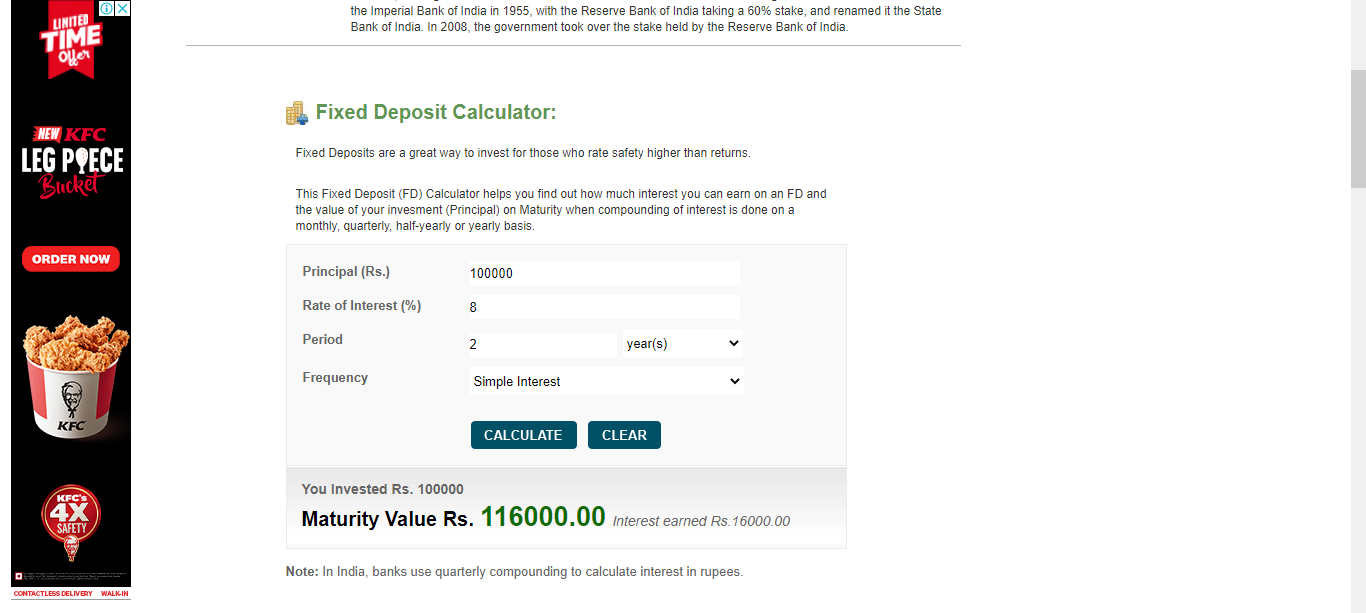 the Imperial Bank of India in 1955, with the Reserve Bank of India taking a 60% stake, and renamed it the State
Bank of India. In 2008, the government took over the stake held by the Reserve Bank of India.
LIMITED
TIME
Offer
NEW KFC
LEG PIECE
Bucket
ORDER NOW
KFC
KFC's
4X
SAFETY
CONTACTLESS DELIVERY WALK-IN
Fixed Deposit Calculator:
Fixed Deposits are a great way to invest for those who rate safety higher than returns.
This Fixed Deposit (FD) Calculator helps you find out how much interest you can earn on an FD and
the value of your invesment (Principal) on Maturity when compounding of interest is done on a
monthly, quarterly, half-yearly or yearly basis.
Principal (Rs.) 100000
Rate of Interest (%) 8
Period 2 year(s)
Frequency Simple Interest
CALCULATE CLEAR
You Invested Rs. 100000
Maturity Value Rs. 116000.00 Interest earned Rs.16000.00
Note: In India, banks use quarterly compounding to calculate interest in rupees.